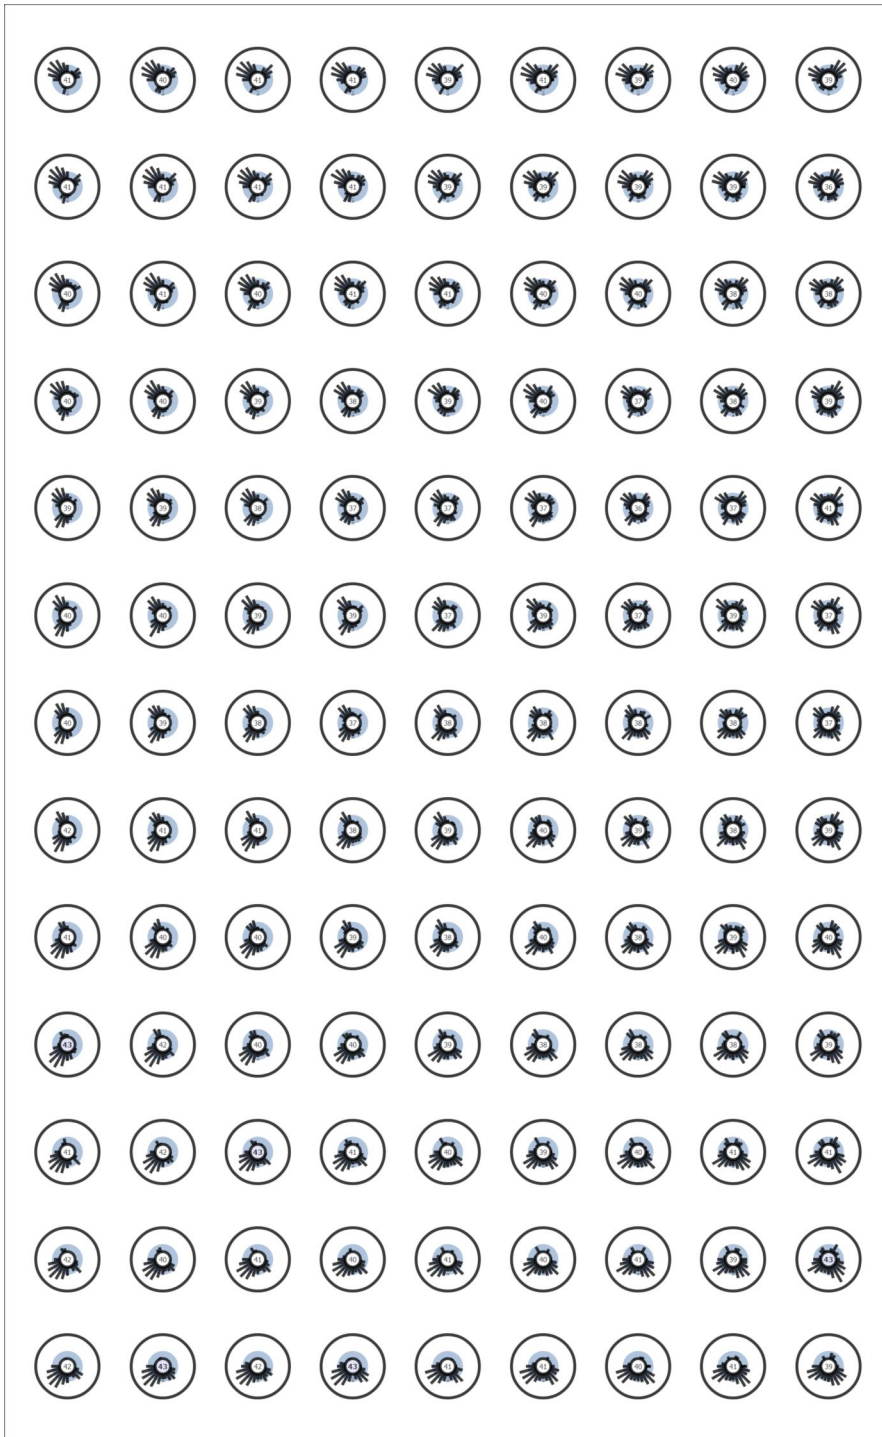 41 40 41 41 39 41 39 40 39
41 41 41 41 39 39 39 39 36
40 41 40 41 41 40 40 38 38
40 40 39 38 39 40 37 38 39
39 39 38 37 37 37 36 37 41
40 40 39 39 37 39 37 39 37
40 39 38 37 38 38 38 38 37
42 41 41 38 39 40 39 38 39
41 40 40 39 38 40 38 39 40
43 42 40 40 39 38 38 38 39
41 42 43 41 40 39 40 41 41
42 40 41 40 41 40 41 39 43
42 43 42 43 41 41 40 41 39